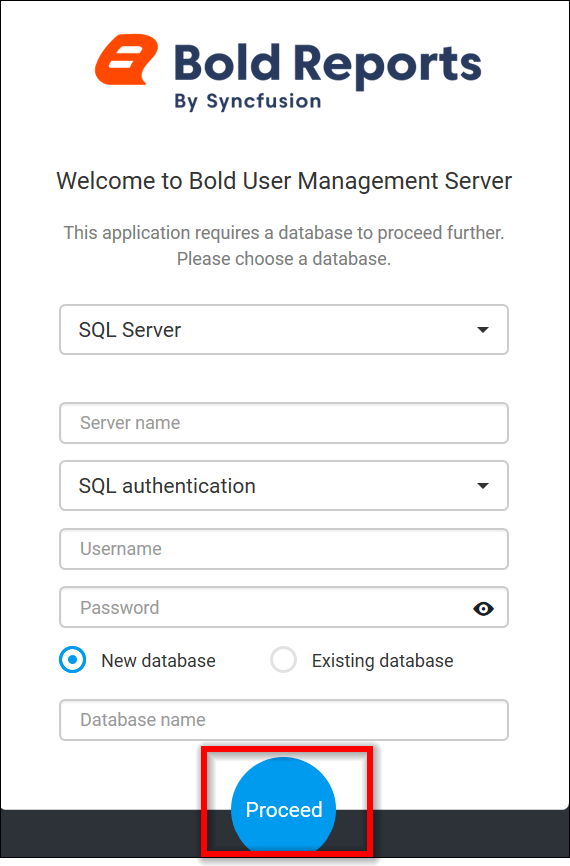 Bold Reports
By Syncfusion
Welcome to Bold User Management Server
This application requires a database to proceed further.
Please choose a database.
SQL Server
Server name
SQL authentication
Username
Password
New database Existing database
Database name
Proceed